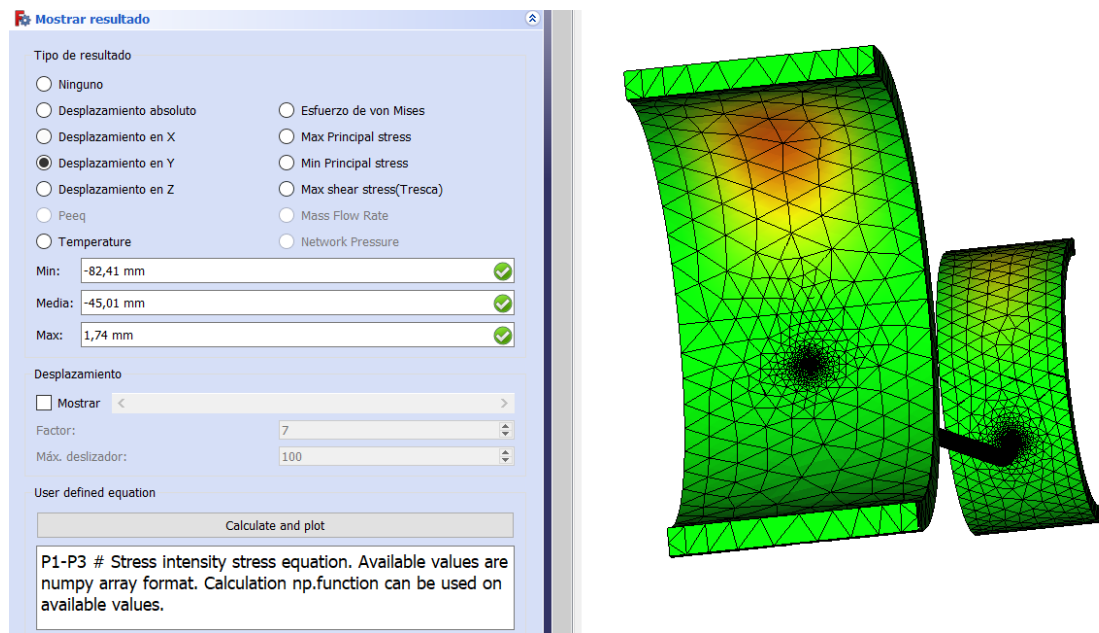 Mostrar resultado
Tipo de resultado
Ninguno
Desplazamiento absoluto
Esfuerzo de von Mises
Desplazamiento en X
Max Principal stress
Desplazamiento en Y
Min Principal stress
Desplazamiento en Z
Max shear stress(Tresca)
Peeq
Mass Flow Rate
Temperature
Network Pressure
Min: -82,41 mm
Media: -45,01 mm
Max: 1,74 mm
Desplazamiento
Mostrar
Factor: 7
Máx. deslizador: 100
User defined equation
Calculate and plot
P1-P3 # Stress intensity stress equation. Available values are
numpy array format. Calculation np.function can be used on
available values.